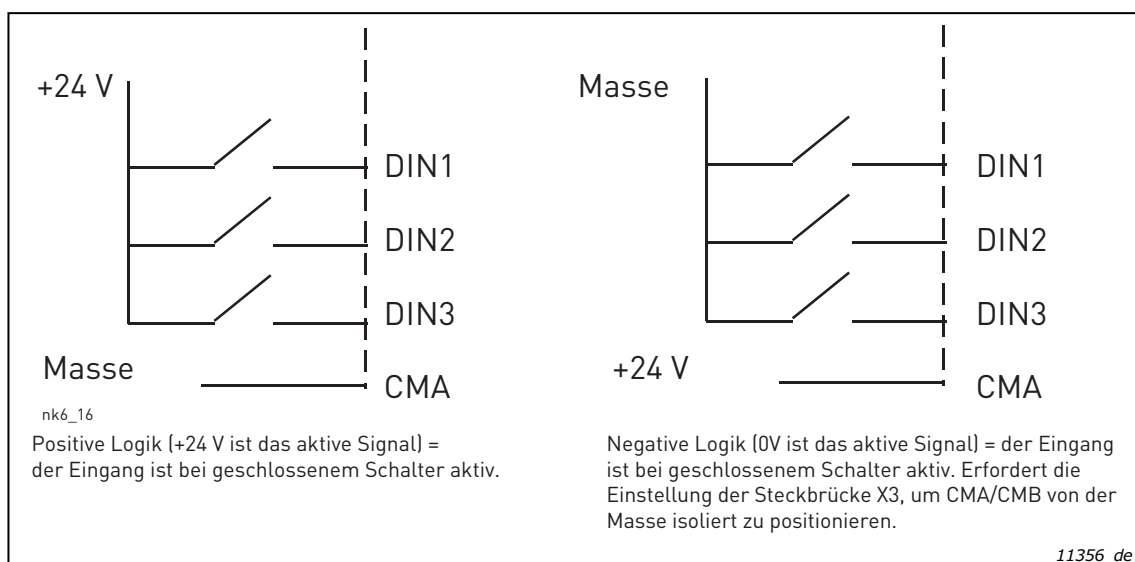 +24 V
DIN1
DIN2
DIN3
Masse
CMA
nk6_16
Positive Logik (+24 V ist das aktive Signal) =
der Eingang ist bei geschlossenem Schalter aktiv.
Masse
DIN1
DIN2
DIN3
+24 V
CMA
Negative Logik (0V ist das aktive Signal) = der Eingang
ist bei geschlossenem Schalter aktiv. Erfordert die
Einstellung der Steckbrücke X3, um CMA/CMB von der
Masse isoliert zu positionieren.
11356_de